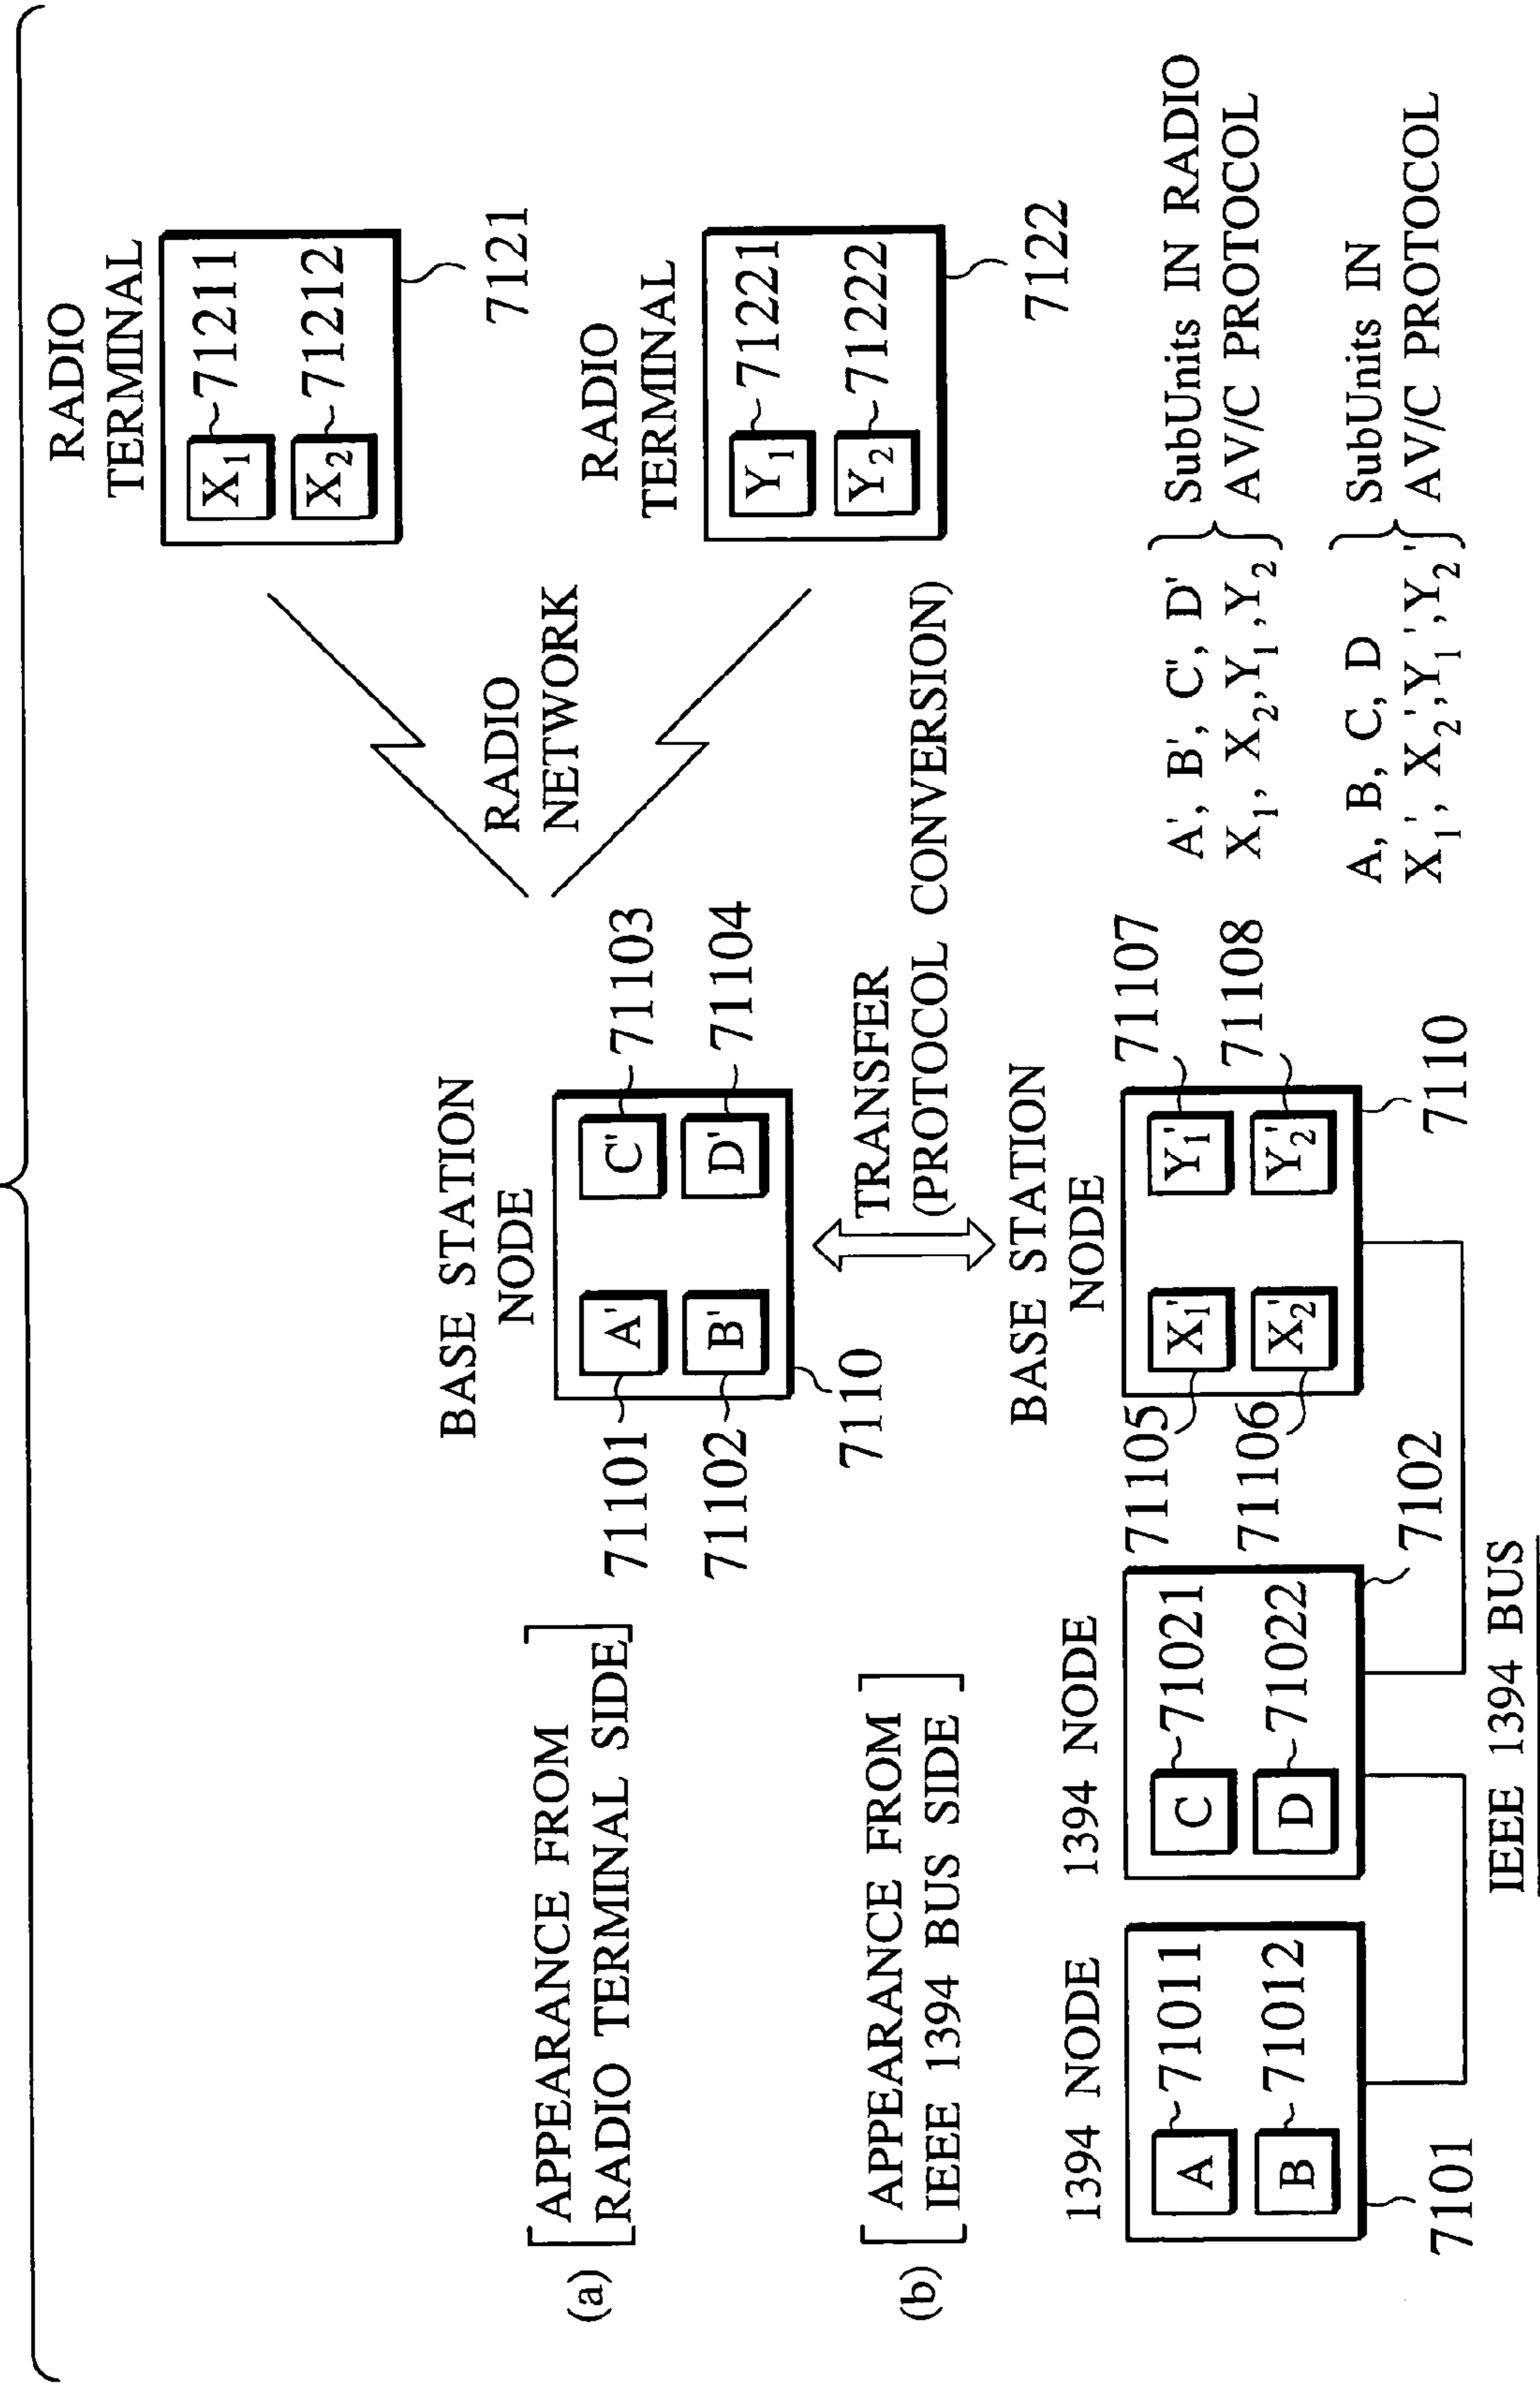 RADIO
TERMINAL
X1 71211
X2 71212
7121
RADIO
NETWORK
RADIO
TERMINAL
Y1 71221
Y2 71222
7122
(a) [APPEARANCE FROM
RADIO TERMINAL SIDE]
BASE STATION
NODE
71101 A' C' 71103
71102 B' D' 71104
7110
TRANSFER
(PROTOCOL CONVERSION)
(b) [APPEARANCE FROM
IEEE 1394 BUS SIDE]
1394 NODE
A 71011
B 71012
7101
1394 NODE
C 71021
D 71022
7102
BASE STATION
NODE
71105 X1' Y1' 71107
71106 X2' Y2' 71108
7110
IEEE 1394 BUS
A', B', C', D'
X1, X2, Y1, Y2
SubUnits IN RADIO
AV/C PROTOCOL
A, B, C, D
X1', X2', Y1', Y2'
SubUnits IN
AV/C PROTOCOL